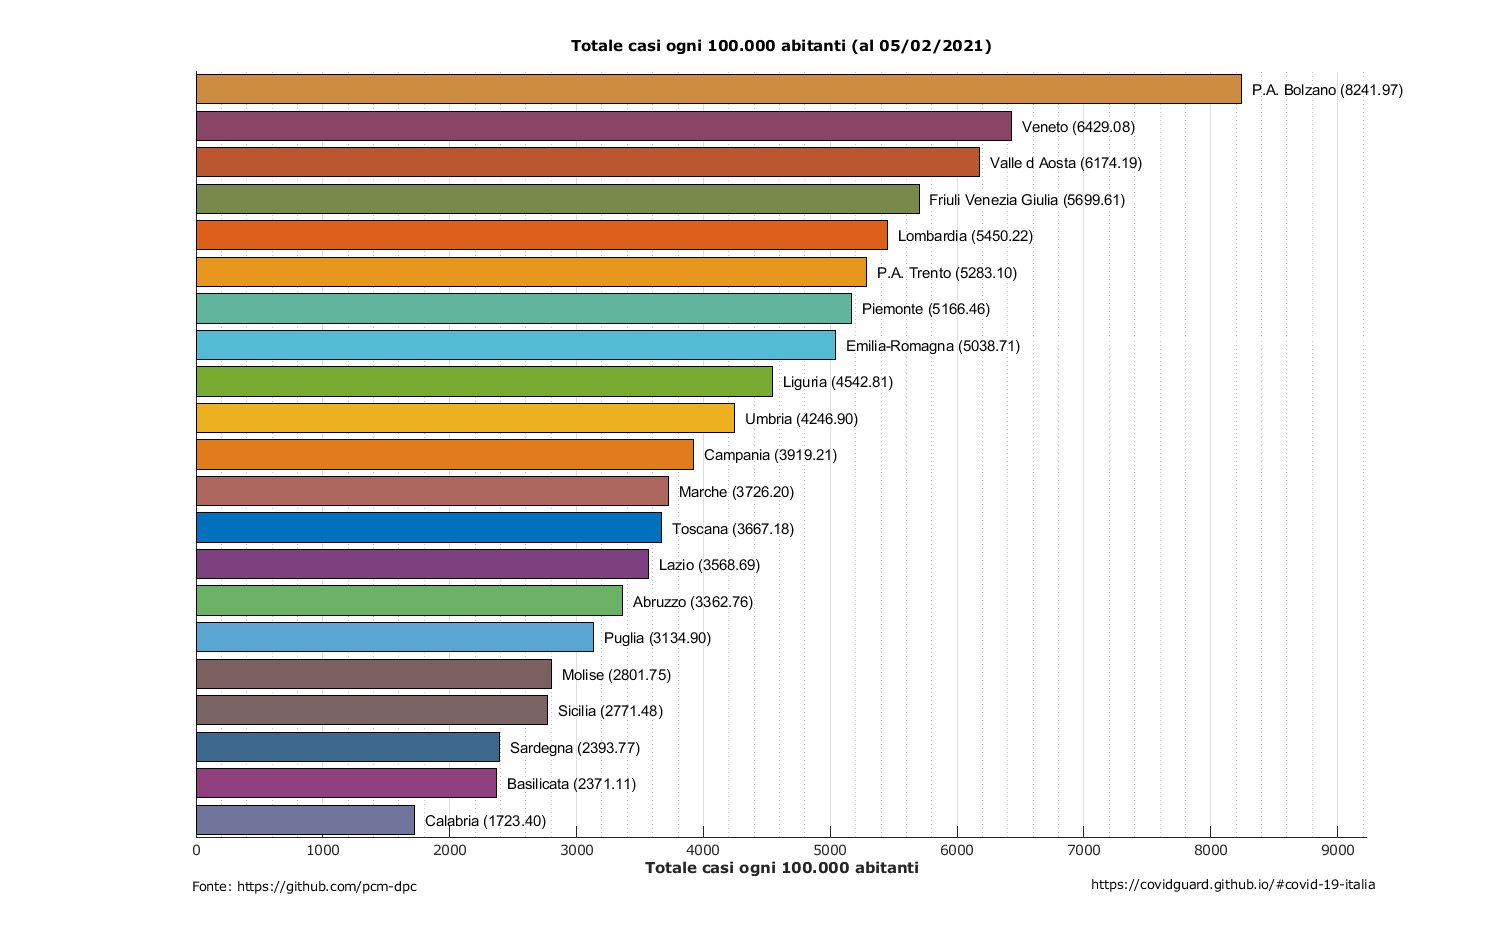 Totale casi ogni 100.000 abitanti (al 05/02/2021)
P.A. Bolzano (8241.97)
Veneto (6429.08)
Valle d Aosta (6174.19)
Friuli Venezia Giulia (5699.61)
Lombardia (5450.22)
P.A. Trento (5283.10)
Piemonte (5166.46)
Emilia-Romagna (5038.71)
Liguria (4542.81)
Umbria (4246.90)
Campania (3919.21)
Marche (3726.20)
Toscana (3667.18)
Lazio (3568.69)
Abruzzo (3362.76)
Puglia (3134.90)
Molise (2801.75)
Sicilia (2771.48)
Sardegna (2393.77)
Basilicata (2371.11)
Calabria (1723.40)
0 1000 2000 3000 4000 5000 6000 7000 8000 9000
Totale casi ogni 100.000 abitanti
Fonte: https://github.com/pcm-dpc
https://covidguard.github.io/#covid-19-italia